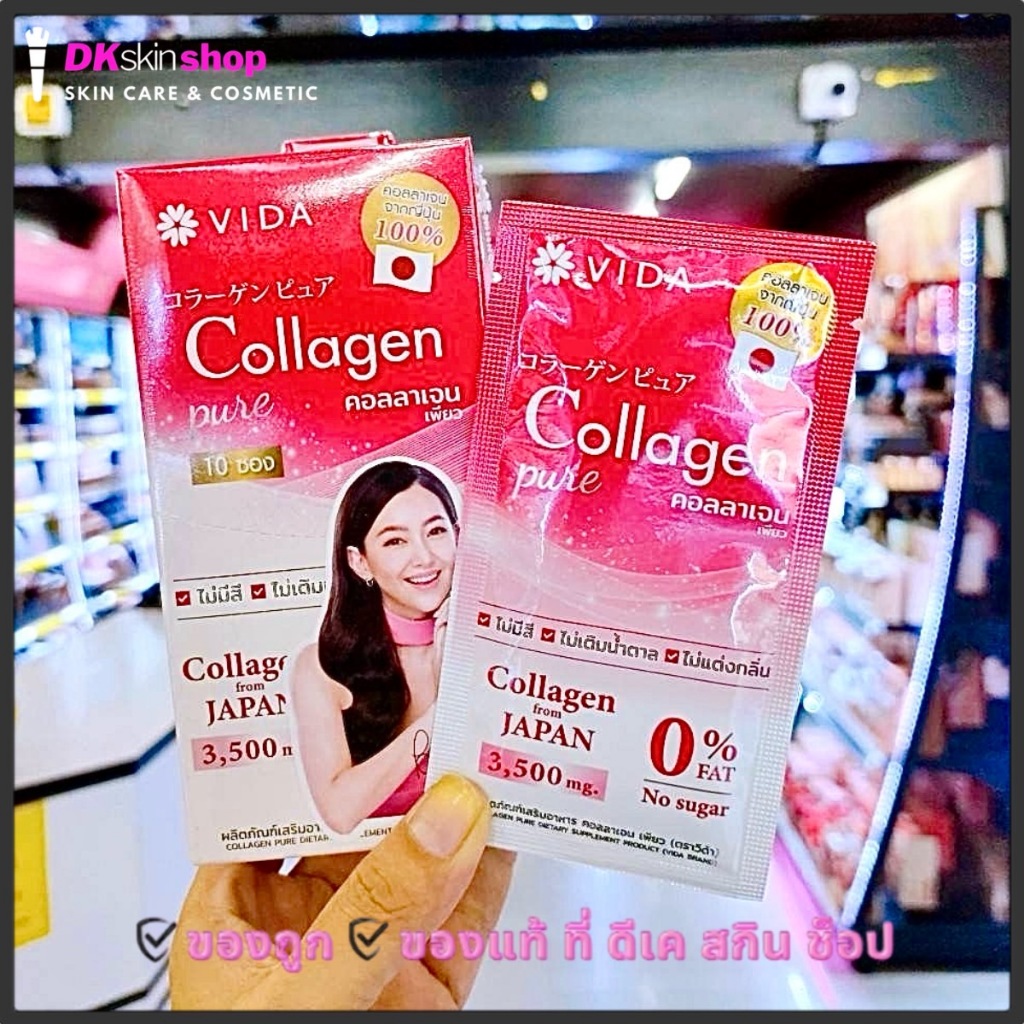 DKskinshop
SKIN CARE & COSMETIC
VIDA
คอลลาเจน
จากญี่ปุ่น
100%
コラーゲン ピュア
Collagen
pure
คอลลาเจน
เพียว
10 ซอง
ไม่มีสี
Collage
from
JAPAN
3,500 m
ผลิตภัณฑ์เสริมอา
COLLAGEN PURE DIETAR
VIDA
คอลลาเจน
จากญี่ปุ่น
100%
コラーゲン ピュア
Collagen
pure
คอลลาเจน
เพียว
ไม่มีสี ไม่เติมน้ำตาล ไม่แต่งกลิ่น
Collagen
from
JAPAN
3,500 mg.
0%
FAT
No sugar
ภัณฑ์เสริมอาหาร คอลลาเจน เพียว (ตราวีด้า)
LAGEN PURE DIETARY SUPPLEMENT PRODUCT (VIDA BRAND)
ของถูก ของแท้ ที่ ดีเค สกิน ช็อป